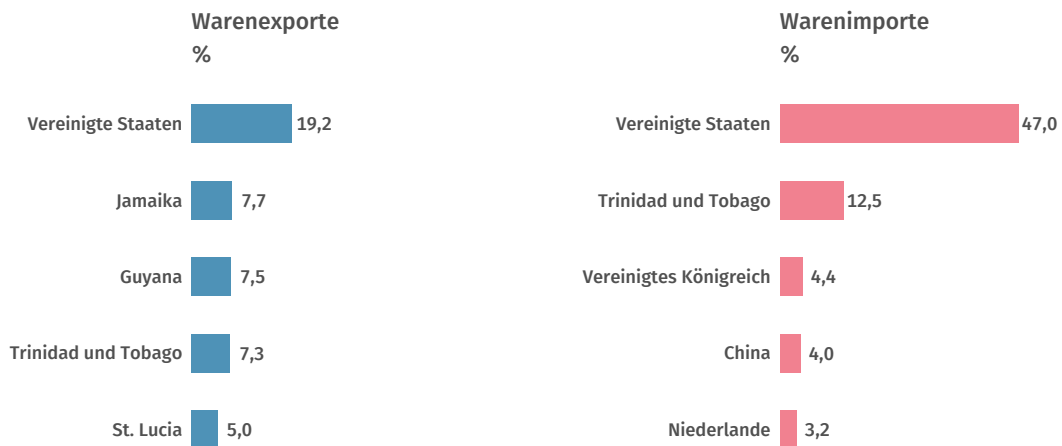 Warenexporte
%
Vereinigte Staaten 19,2
Jamaika 7,7
Guyana 7,5
Trinidad und Tobago 7,3
St. Lucia 5,0
Warenimporte
%
Vereinigte Staaten 47,0
Trinidad und Tobago 12,5
Vereinigtes Königreich 4,4
China 4,0
Niederlande 3,2